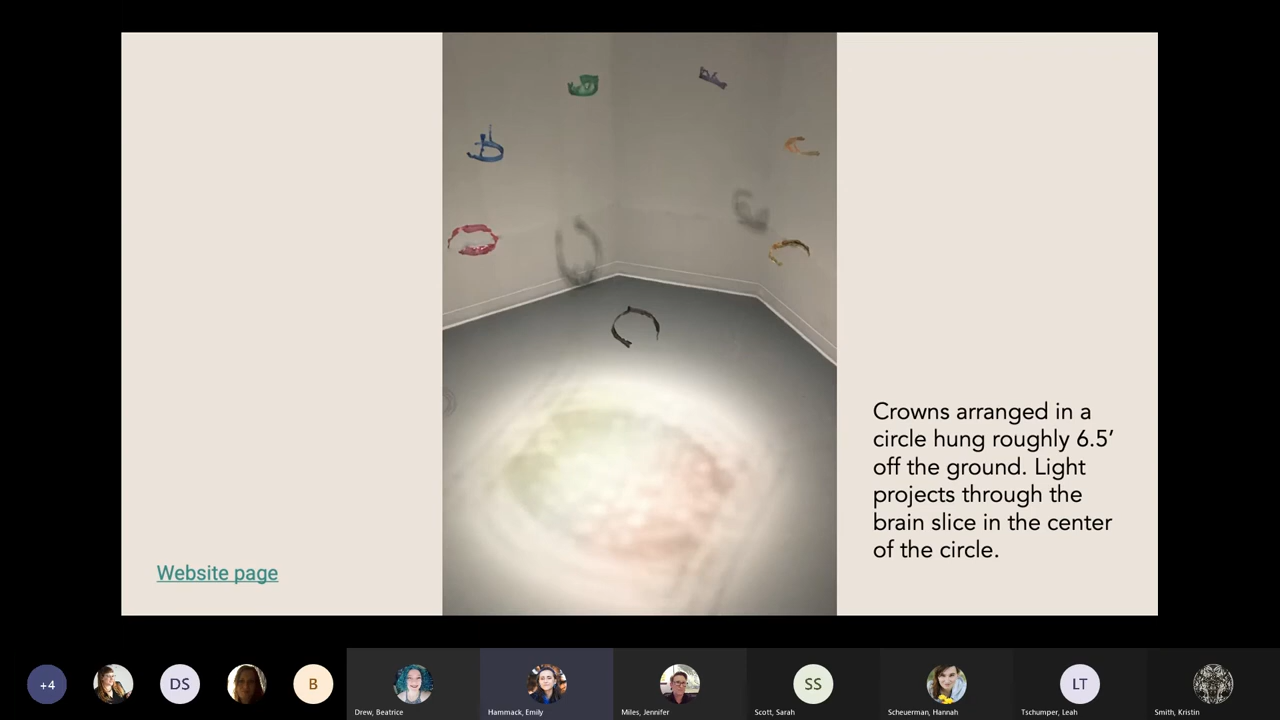 Crowns arranged in a
circle hung roughly 6.5’
off the ground. Light
projects through the
brain slice in the center
of the circle.
Website page
+4
DS
B
SS
LT
Drew, Beatrice
Hammack, Emily
Miles, Jennifer
Scott, Sarah
Scheuerman, Hannah
Tschumper, Leah
Smith, Kristin